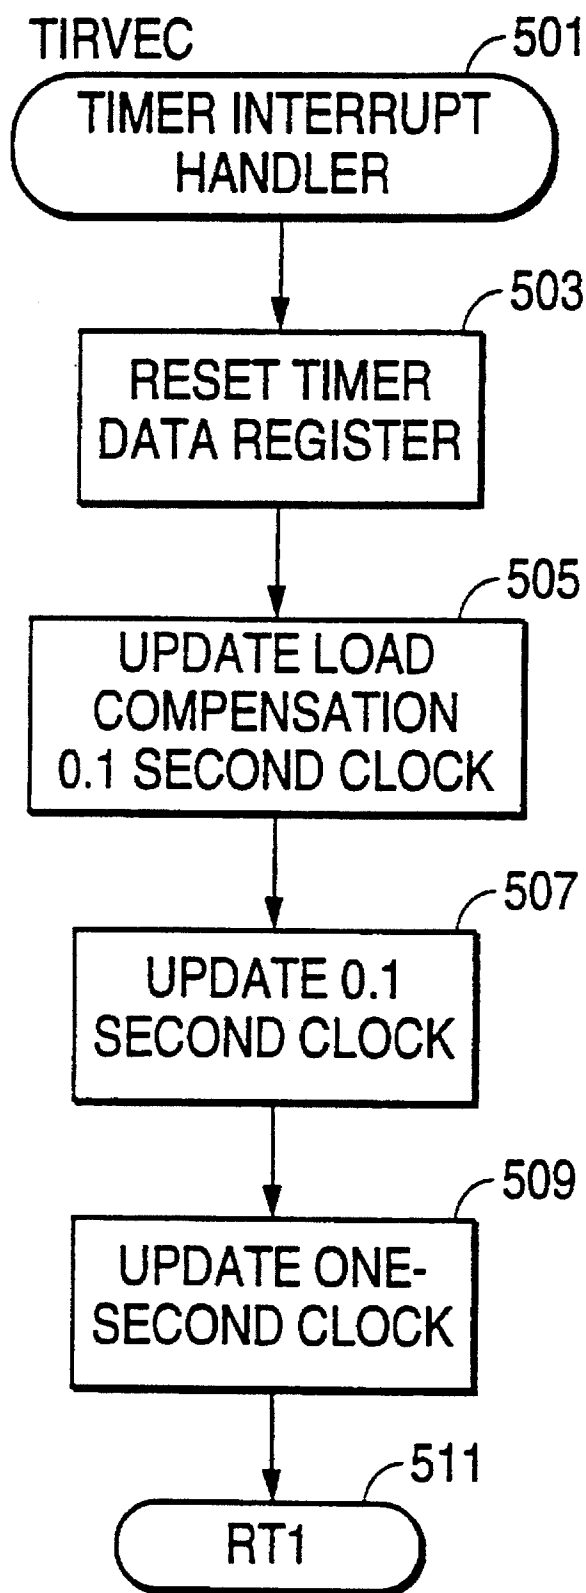 TIRVEC
501
TIMER INTERRUPT
HANDLER
503
RESET TIMER
DATA REGISTER
505
UPDATE LOAD
COMPENSATION
0.1 SECOND CLOCK
507
UPDATE 0.1
SECOND CLOCK
509
UPDATE ONE-
SECOND CLOCK
511
RT1